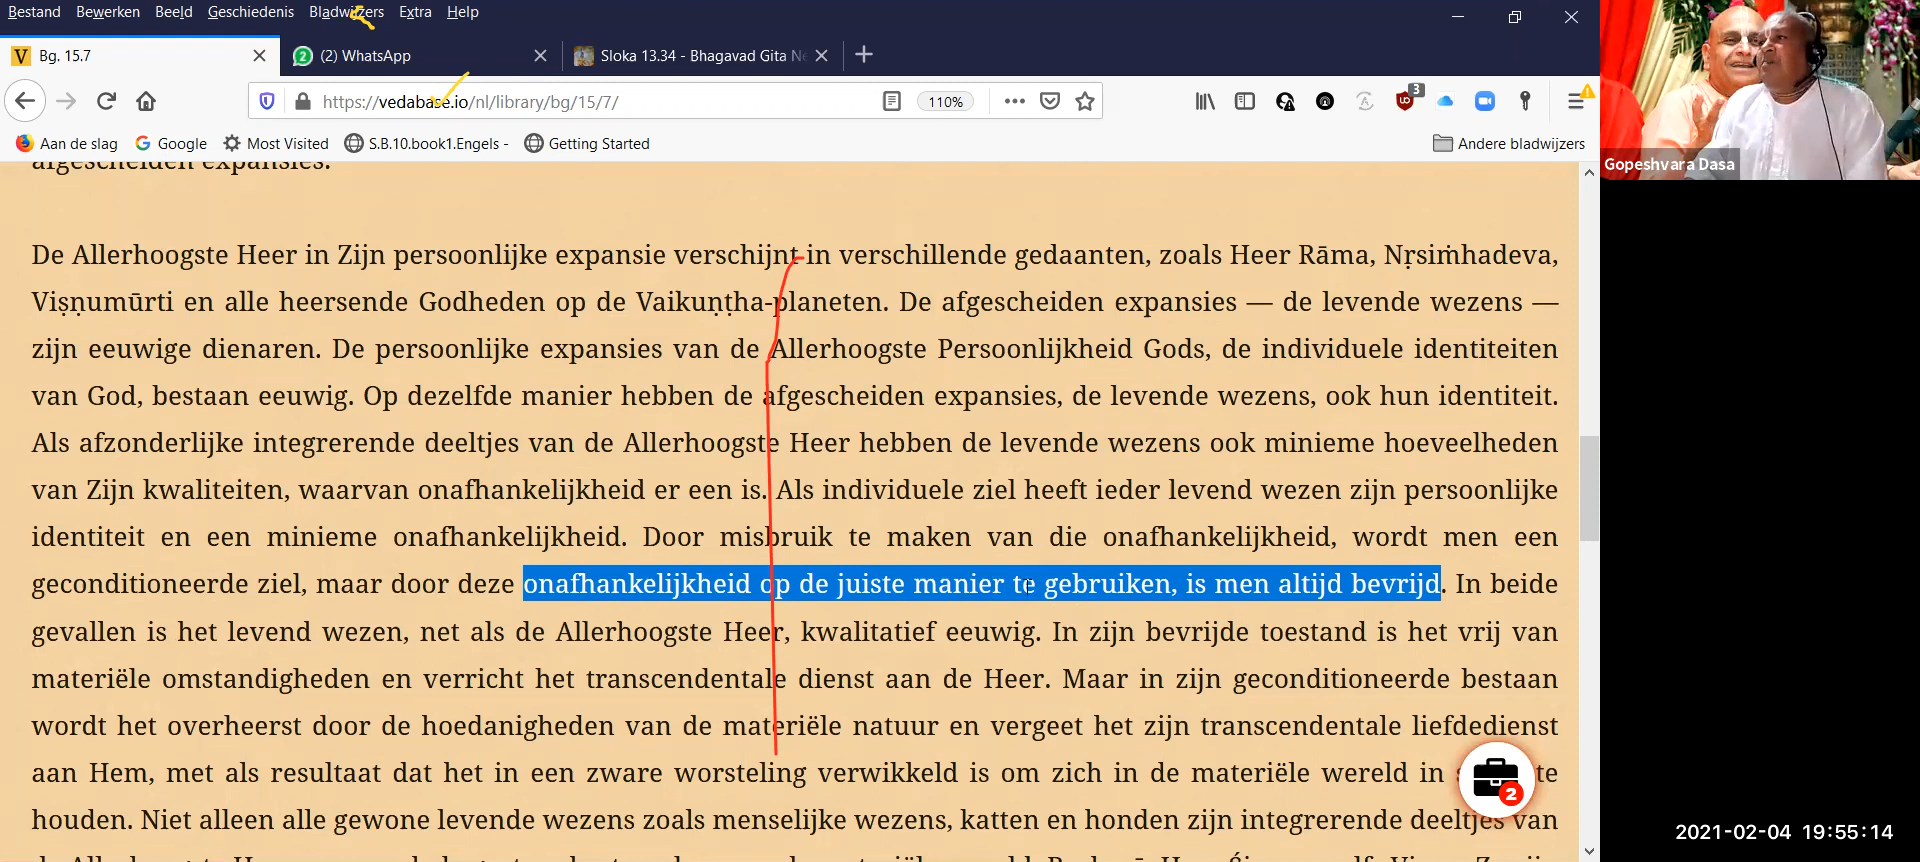 Bestand Bewerken Beeld Geschiedenis Bladwijzers Extra Help
Bg. 15.7
(2) WhatsApp
Sloka 13.34 - Bhagavad Gita Ne
https://vedabase.io/nl/library/bg/15/7/
110%
3
Aan de slag Google Most Visited S.B.10.book1.Engels - Getting Started Andere bladwijzers
Gopeshvara Dasa
afgescheiden expansies.
De Allerhoogste Heer in Zijn persoonlijke expansie verschijnt in verschillende gedaanten, zoals Heer Rāma, Nṛsiṁhadeva,
Viṣṇumūrti en alle heersende Godheden op de Vaikuṇṭha-planeten. De afgescheiden expansies — de levende wezens —
zijn eeuwige dienaren. De persoonlijke expansies van de Allerhoogste Persoonlijkheid Gods, de individuele identiteiten
van God, bestaan eeuwig. Op dezelfde manier hebben de afgescheiden expansies, de levende wezens, ook hun identiteit.
Als afzonderlijke integrerende deeltjes van de Allerhoogste Heer hebben de levende wezens ook minieme hoeveelheden
van Zijn kwaliteiten, waarvan onafhankelijkheid er een is. Als individuele ziel heeft ieder levend wezen zijn persoonlijke
identiteit en een minieme onafhankelijkheid. Door misbruik te maken van die onafhankelijkheid, wordt men een
geconditioneerde ziel, maar door deze onafhankelijkheid op de juiste manier te gebruiken, is men altijd bevrijd. In beide
gevallen is het levend wezen, net als de Allerhoogste Heer, kwalitatief eeuwig. In zijn bevrijde toestand is het vrij van
materiële omstandigheden en verricht het transcendentale dienst aan de Heer. Maar in zijn geconditioneerde bestaan
wordt het overheerst door de hoedanigheden van de materiële natuur en vergeet het zijn transcendentale liefdedienst
aan Hem, met als resultaat dat het in een zware worsteling verwikkeld is om zich in de materiële wereld in
houden. Niet alleen alle gewone levende wezens zoals menselijke wezens, katten en honden zijn integrerende deeltjes van
2
2021-02-04 19:55:14